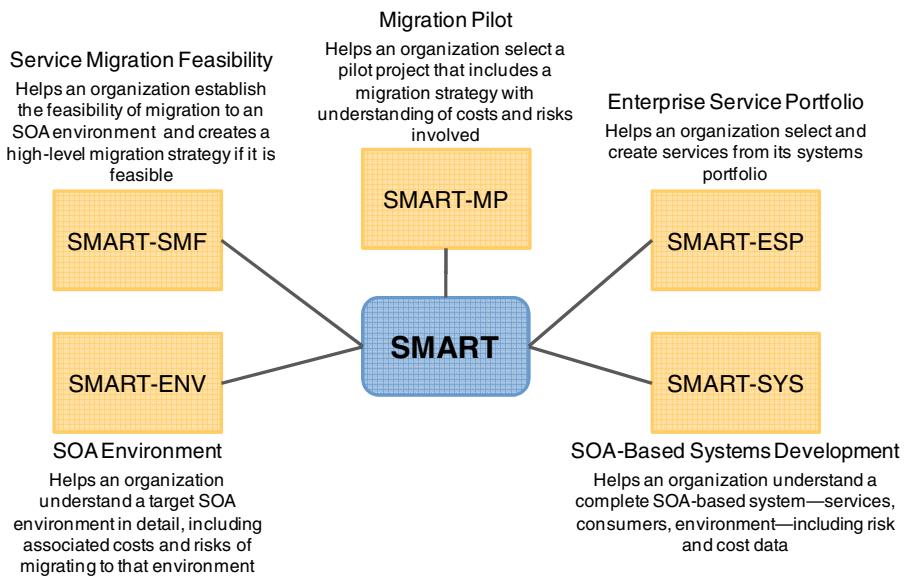 Migration Pilot
Helps an organization select a
pilot project that includes a
migration strategy with
understanding of costs and risks
involved
SMART-MP
Service Migration Feasibility
Helps an organization establish
the feasibility of migration to an
SOA environment and creates a
high-level migration strategy if it is
feasible
SMART-SMF
Enterprise Service Portfolio
Helps an organization select and
create services from its systems
portfolio
SMART-ESP
SMART
SMART-ENV
SOA Environment
Helps an organization
understand a target SOA
environment in detail, including
associated costs and risks of
migrating to that environment
SMART-SYS
SOA-Based Systems Development
Helps an organization understand a
complete SOA-based system—services,
consumers, environment—including risk
and cost data